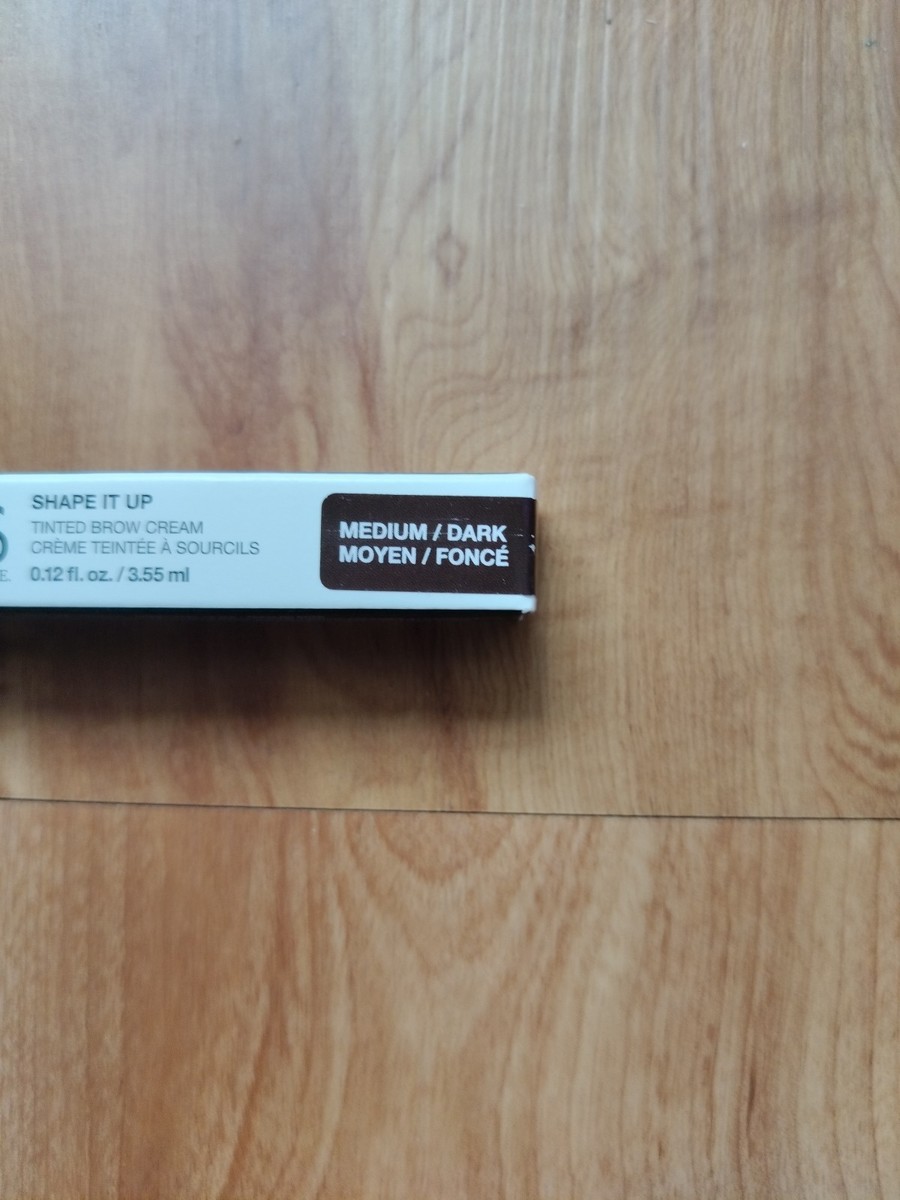 SHAPE IT UP
TINTED BROW CREAM
CRÈME TEINTÉE À SOURCILS
0.12 fl. oz. / 3.55 ml
MEDIUM / DARK
MOYEN / FONCÉ